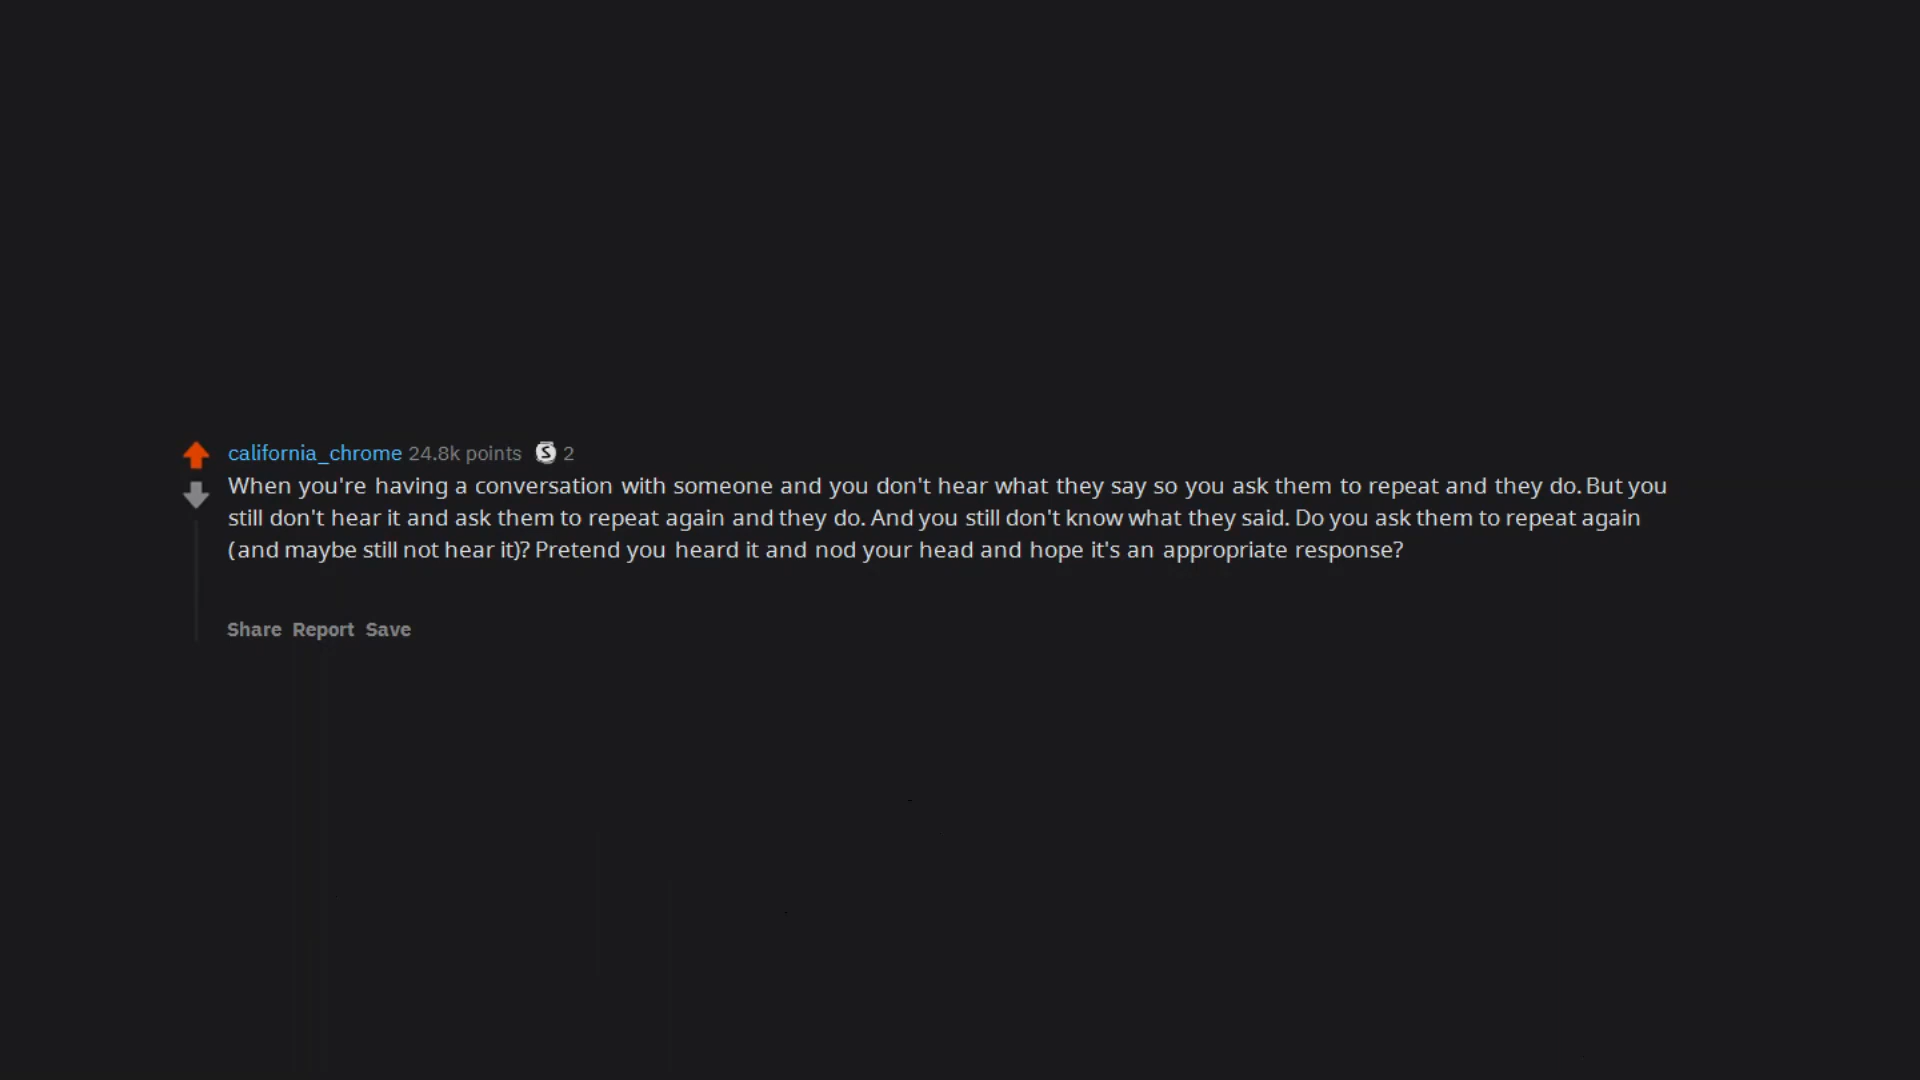 california_chrome 24.8k points S 2
When you're having a conversation with someone and you don't hear what they say so you ask them to repeat and they do. But you
still don't hear it and ask them to repeat again and they do. And you still don't know what they said. Do you ask them to repeat again
(and maybe still not hear it)? Pretend you heard it and nod your head and hope it's an appropriate response?
Share Report Save